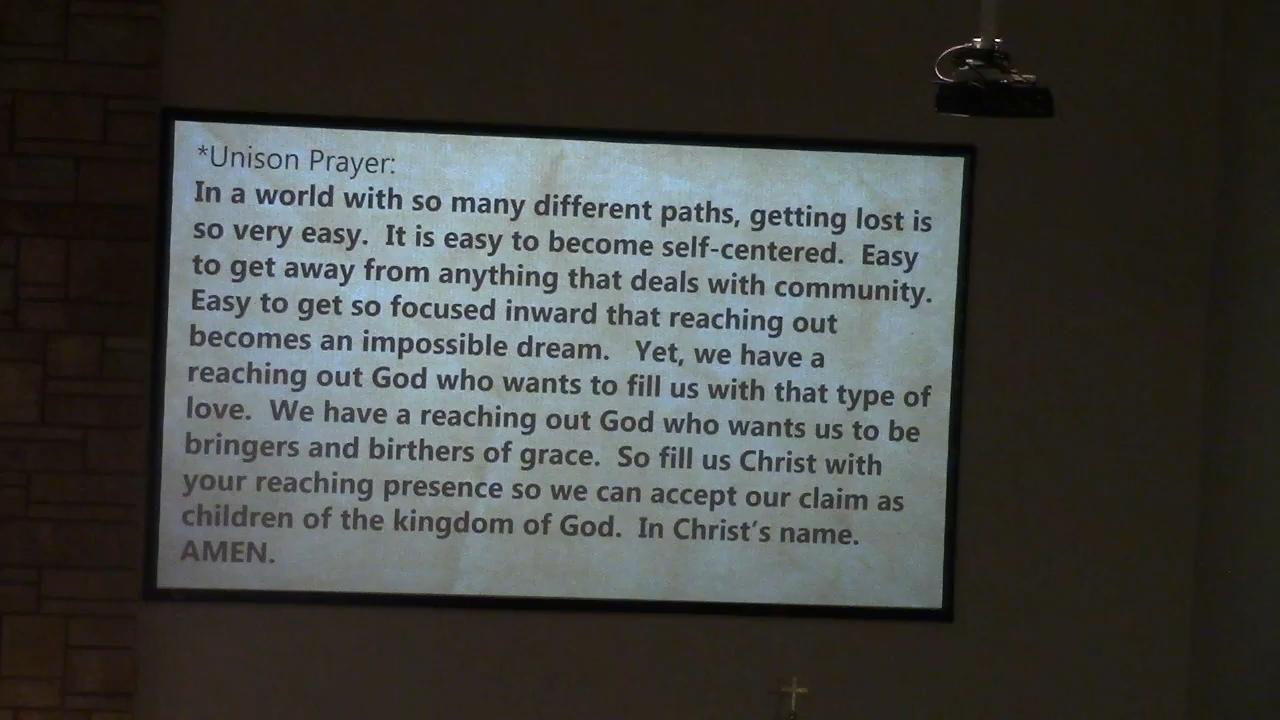 *Unison Prayer:
In a world with so many different paths, getting lost is
so very easy.  It is easy to become self-centered.  Easy
to get away from anything that deals with community.
Easy to get so focused inward that reaching out
becomes an impossible dream.   Yet, we have a
reaching out God who wants to fill us with that type of
love.  We have a reaching out God who wants us to be
bringers and birthers of grace.  So fill us Christ with
your reaching presence so we can accept our claim as
children of the kingdom of God.  In Christ’s name.
AMEN.